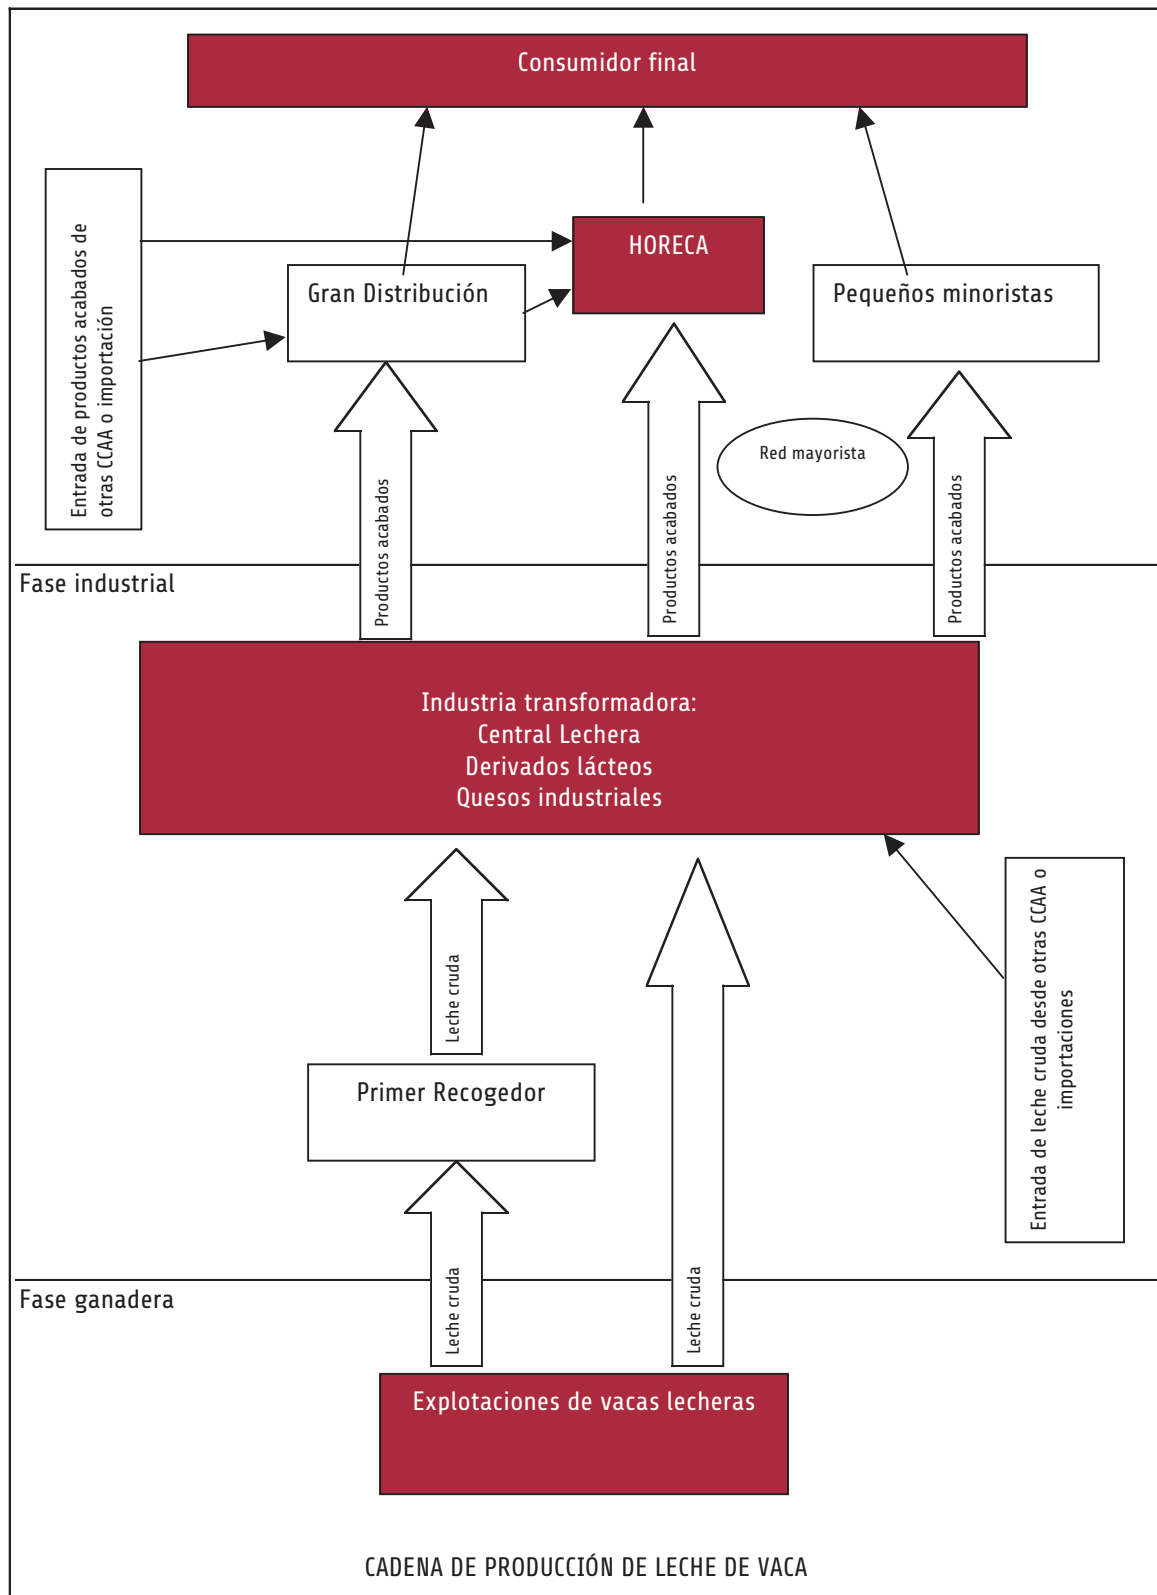 Consumidor final
Entrada de productos acabados de
otras CCAA o importación
HORECA
Gran Distribución
Pequeños minoristas
Red mayorista
Productos acabados
Productos acabados
Productos acabados
Fase industrial
Industria transformadora:
Central Lechera
Derivados lácteos
Quesos industriales
Leche cruda
Entrada de leche cruda desde otras CCAA o
importaciones
Primer Recogedor
Leche cruda
Leche cruda
Fase ganadera
Explotaciones de vacas lecheras
CADENA DE PRODUCCIÓN DE LECHE DE VACA